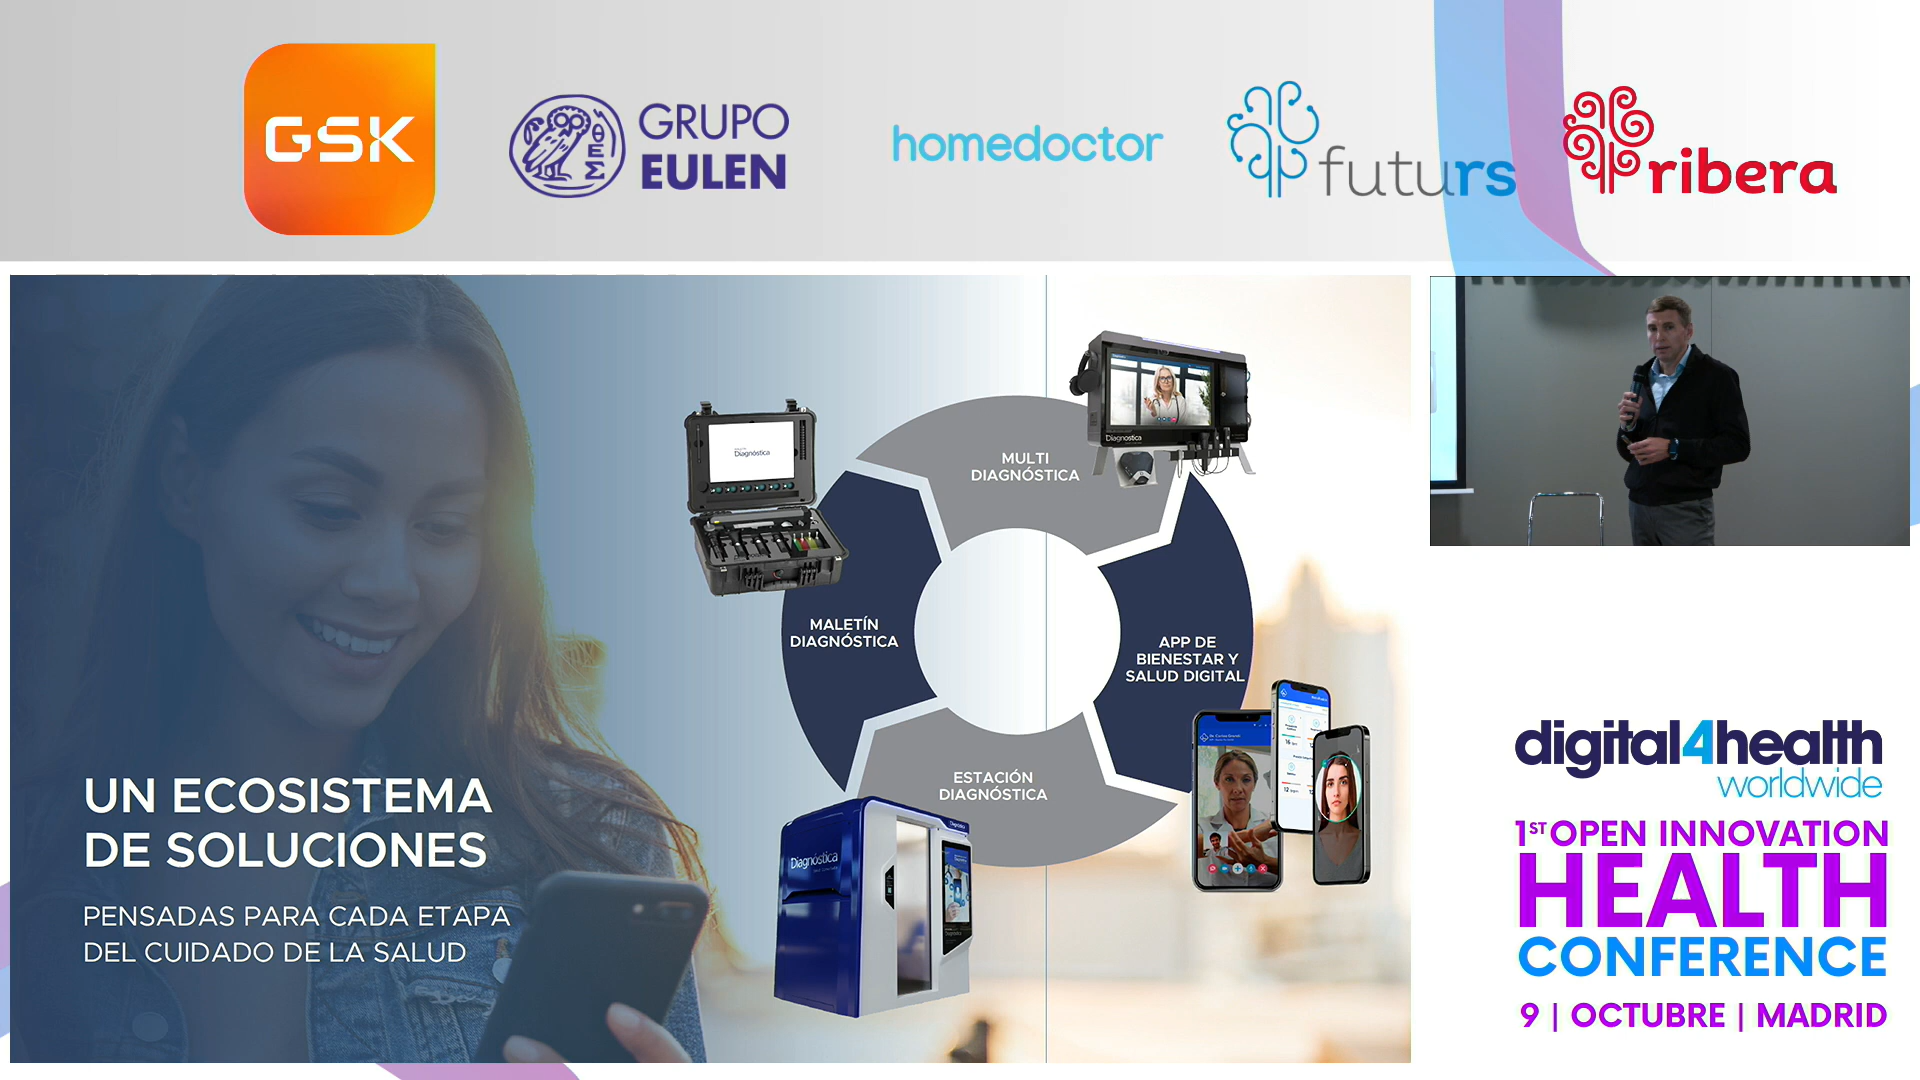 GSK
GRUPO
EULEN
ΑΘΕ
homedoctor
futurs
ribera
MULTI
DIAGNÓSTICA
Diagnostica
Diagnóstica
MALETÍN
DIAGNÓSTICA
APP DE
BIENESTAR Y
SALUD DIGITAL
ESTACIÓN
DIAGNÓSTICA
Diagnóstica
UN ECOSISTEMA
DE SOLUCIONES
PENSADAS PARA CADA ETAPA
DEL CUIDADO DE LA SALUD
digital4health
worldwide
1ST OPEN INNOVATION
HEALTH
CONFERENCE
9 | OCTUBRE | MADRID